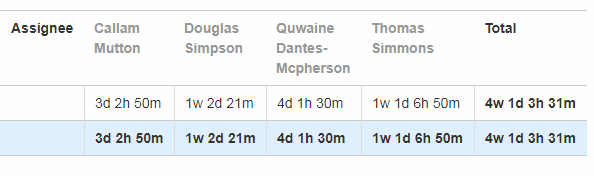 Assignee Callam Mutton Douglas Simpson Quwaine Dantes-Mcpherson Thomas Simmons Total
3d 2h 50m 1w 2d 21m 4d 1h 30m 1w 1d 6h 50m 4w 1d 3h 31m
3d 2h 50m 1w 2d 21m 4d 1h 30m 1w 1d 6h 50m 4w 1d 3h 31m